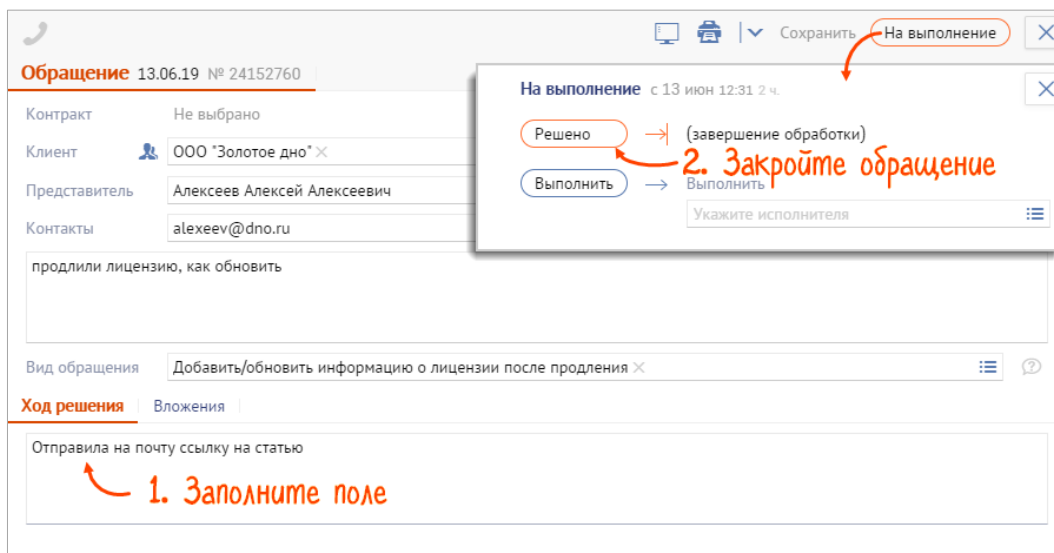 Сохранить На выполнение
Обращение 13.06.19 № 24152760
На выполнение с 13 июн 12:31 2 ч.
Контракт Не выбрано
Решено (завершение обработки)
2. Закройте обращение
Клиент ООО "Золотое дно"
Выполнить Выполнить
Представитель Алексеев Алексей Алексеевич
Укажите исполнителя
Контакты alexeev@dno.ru
продлили лицензию, как обновить
Вид обращения Добавить/обновить информацию о лицензии после продления
Ход решения Вложения
Отправила на почту ссылку на статью
1. Заполните поле